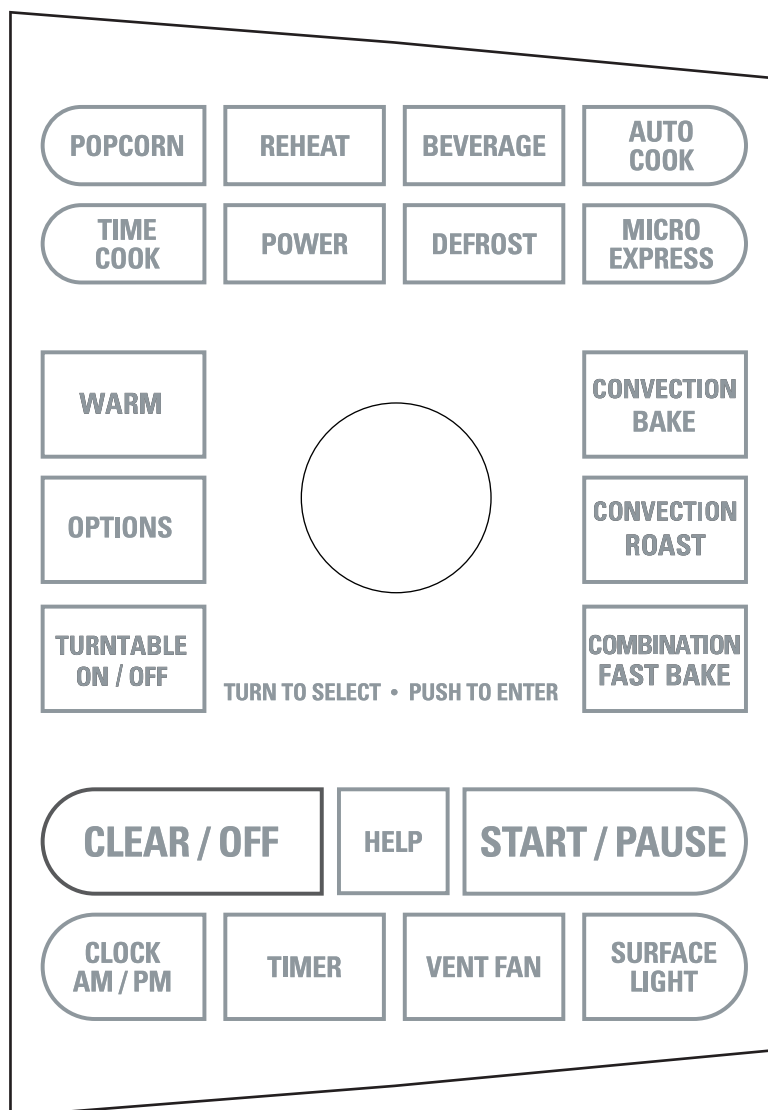 POPCORN
REHEAT
BEVERAGE
AUTO
COOK
TIME
COOK
POWER
DEFROST
MICRO
EXPRESS
WARM
CONVECTION
BAKE
OPTIONS
CONVECTION
ROAST
TURNTABLE
ON / OFF
COMBINATION
FAST BAKE
TURN TO SELECT • PUSH TO ENTER
CLEAR / OFF
HELP
START / PAUSE
CLOCK
AM / PM
TIMER
VENT FAN
SURFACE
LIGHT